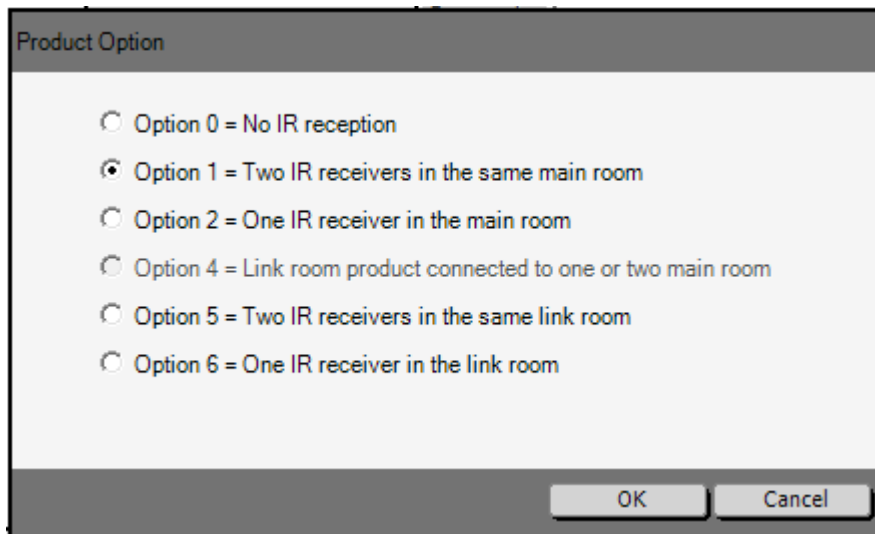 Product Option
Option 0 = No IR reception
Option 1 = Two IR receivers in the same main room
Option 2 = One IR receiver in the main room
Option 4 = Link room product connected to one or two main room
Option 5 = Two IR receivers in the same link room
Option 6 = One IR receiver in the link room
OK Cancel